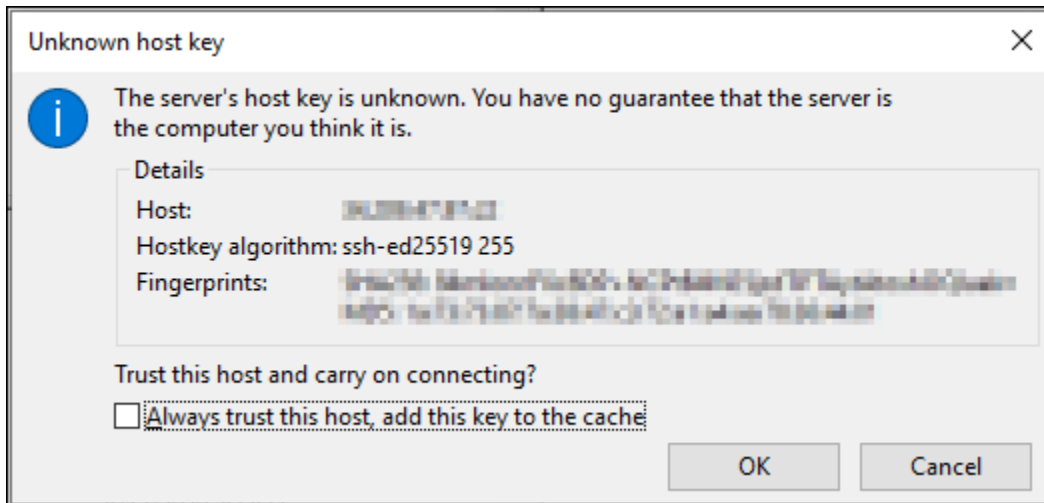 Unknown host key
The server's host key is unknown. You have no guarantee that the server is
the computer you think it is.
Details
Host:
Hostkey algorithm: ssh-ed25519 255
Fingerprints:
Trust this host and carry on connecting?
Always trust this host, add this key to the cache
OK Cancel